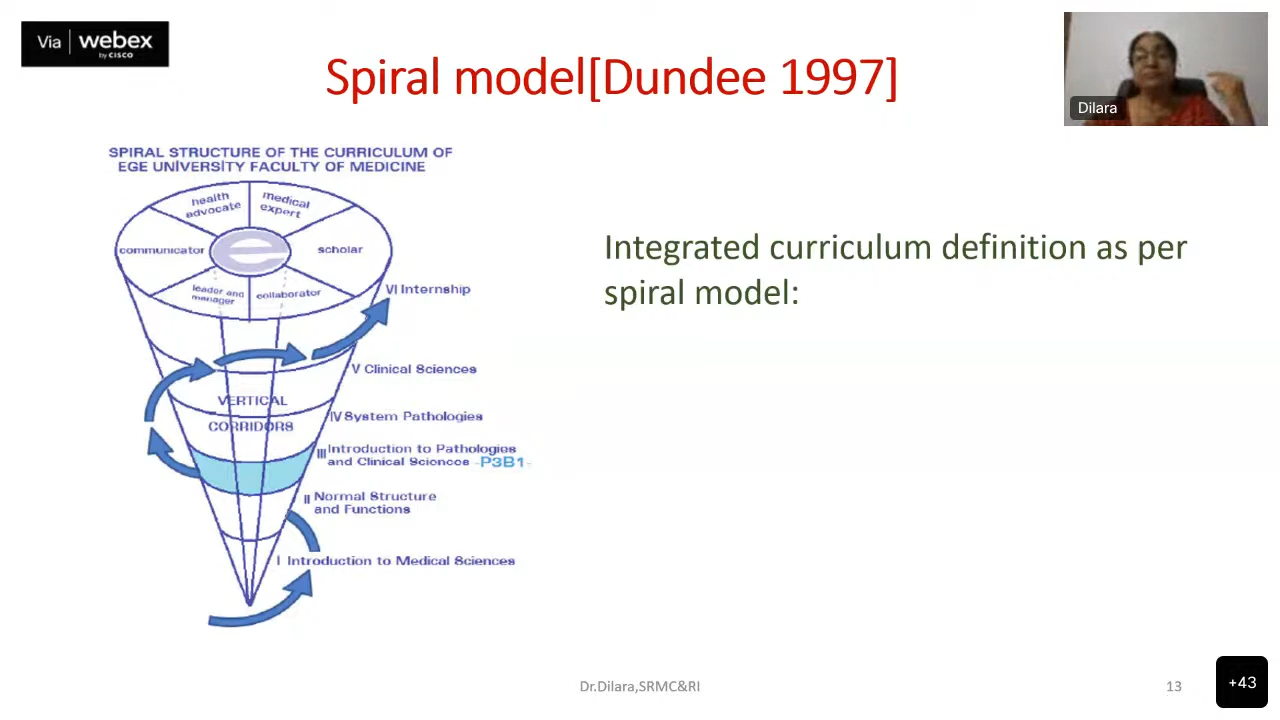 Via | webex
by CISCO
Spiral model[Dundee 1997]
Dilara
SPIRAL STRUCTURE OF THE CURRICULUM OF
EGE UNİVERSİTY FACULTY OF MEDICINE
health
advocate
medical
expert
communicator
e
scholar
leader and
manager
collaborator
VI Internship
V Clinical Sciences
VERTICAL
IV System Pathologies
CORRIDORS
III Introduction to Pathologies
and Clinical Sciences -P3B1-
II Normal Structure
and Functions
I Introduction to Medical Sciences
Integrated curriculum definition as per
spiral model:
Dr.Dilara,SRMC&RI
13
+43